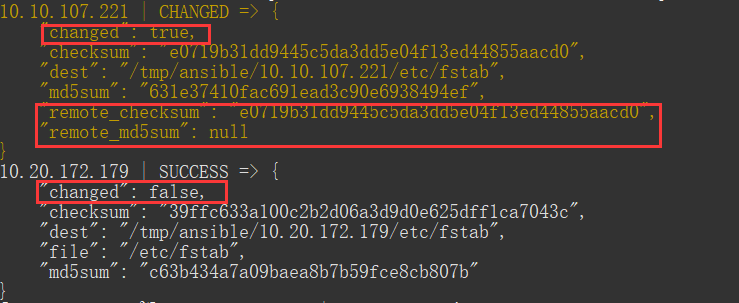 10.10.107.221 | CHANGED => {
    "changed": true,
    "checksum": "e0719b31dd9445c5da3dd5e04f13ed44855aacd0",
    "dest": "/tmp/ansible/10.10.107.221/etc/fstab",
    "md5sum": "631e37410fac691ead3c90e6938494ef",
    "remote_checksum": "e0719b31dd9445c5da3dd5e04f13ed44855aacd0",
    "remote_md5sum": null
}
10.20.172.179 | SUCCESS => {
    "changed": false,
    "checksum": "39ffc633a100c2b2d06a3d9d0e625dff1ca7043c",
    "dest": "/tmp/ansible/10.20.172.179/etc/fstab",
    "file": "/etc/fstab",
    "md5sum": "c63b434a7a09baea8b7b59fce8cb807b"
}